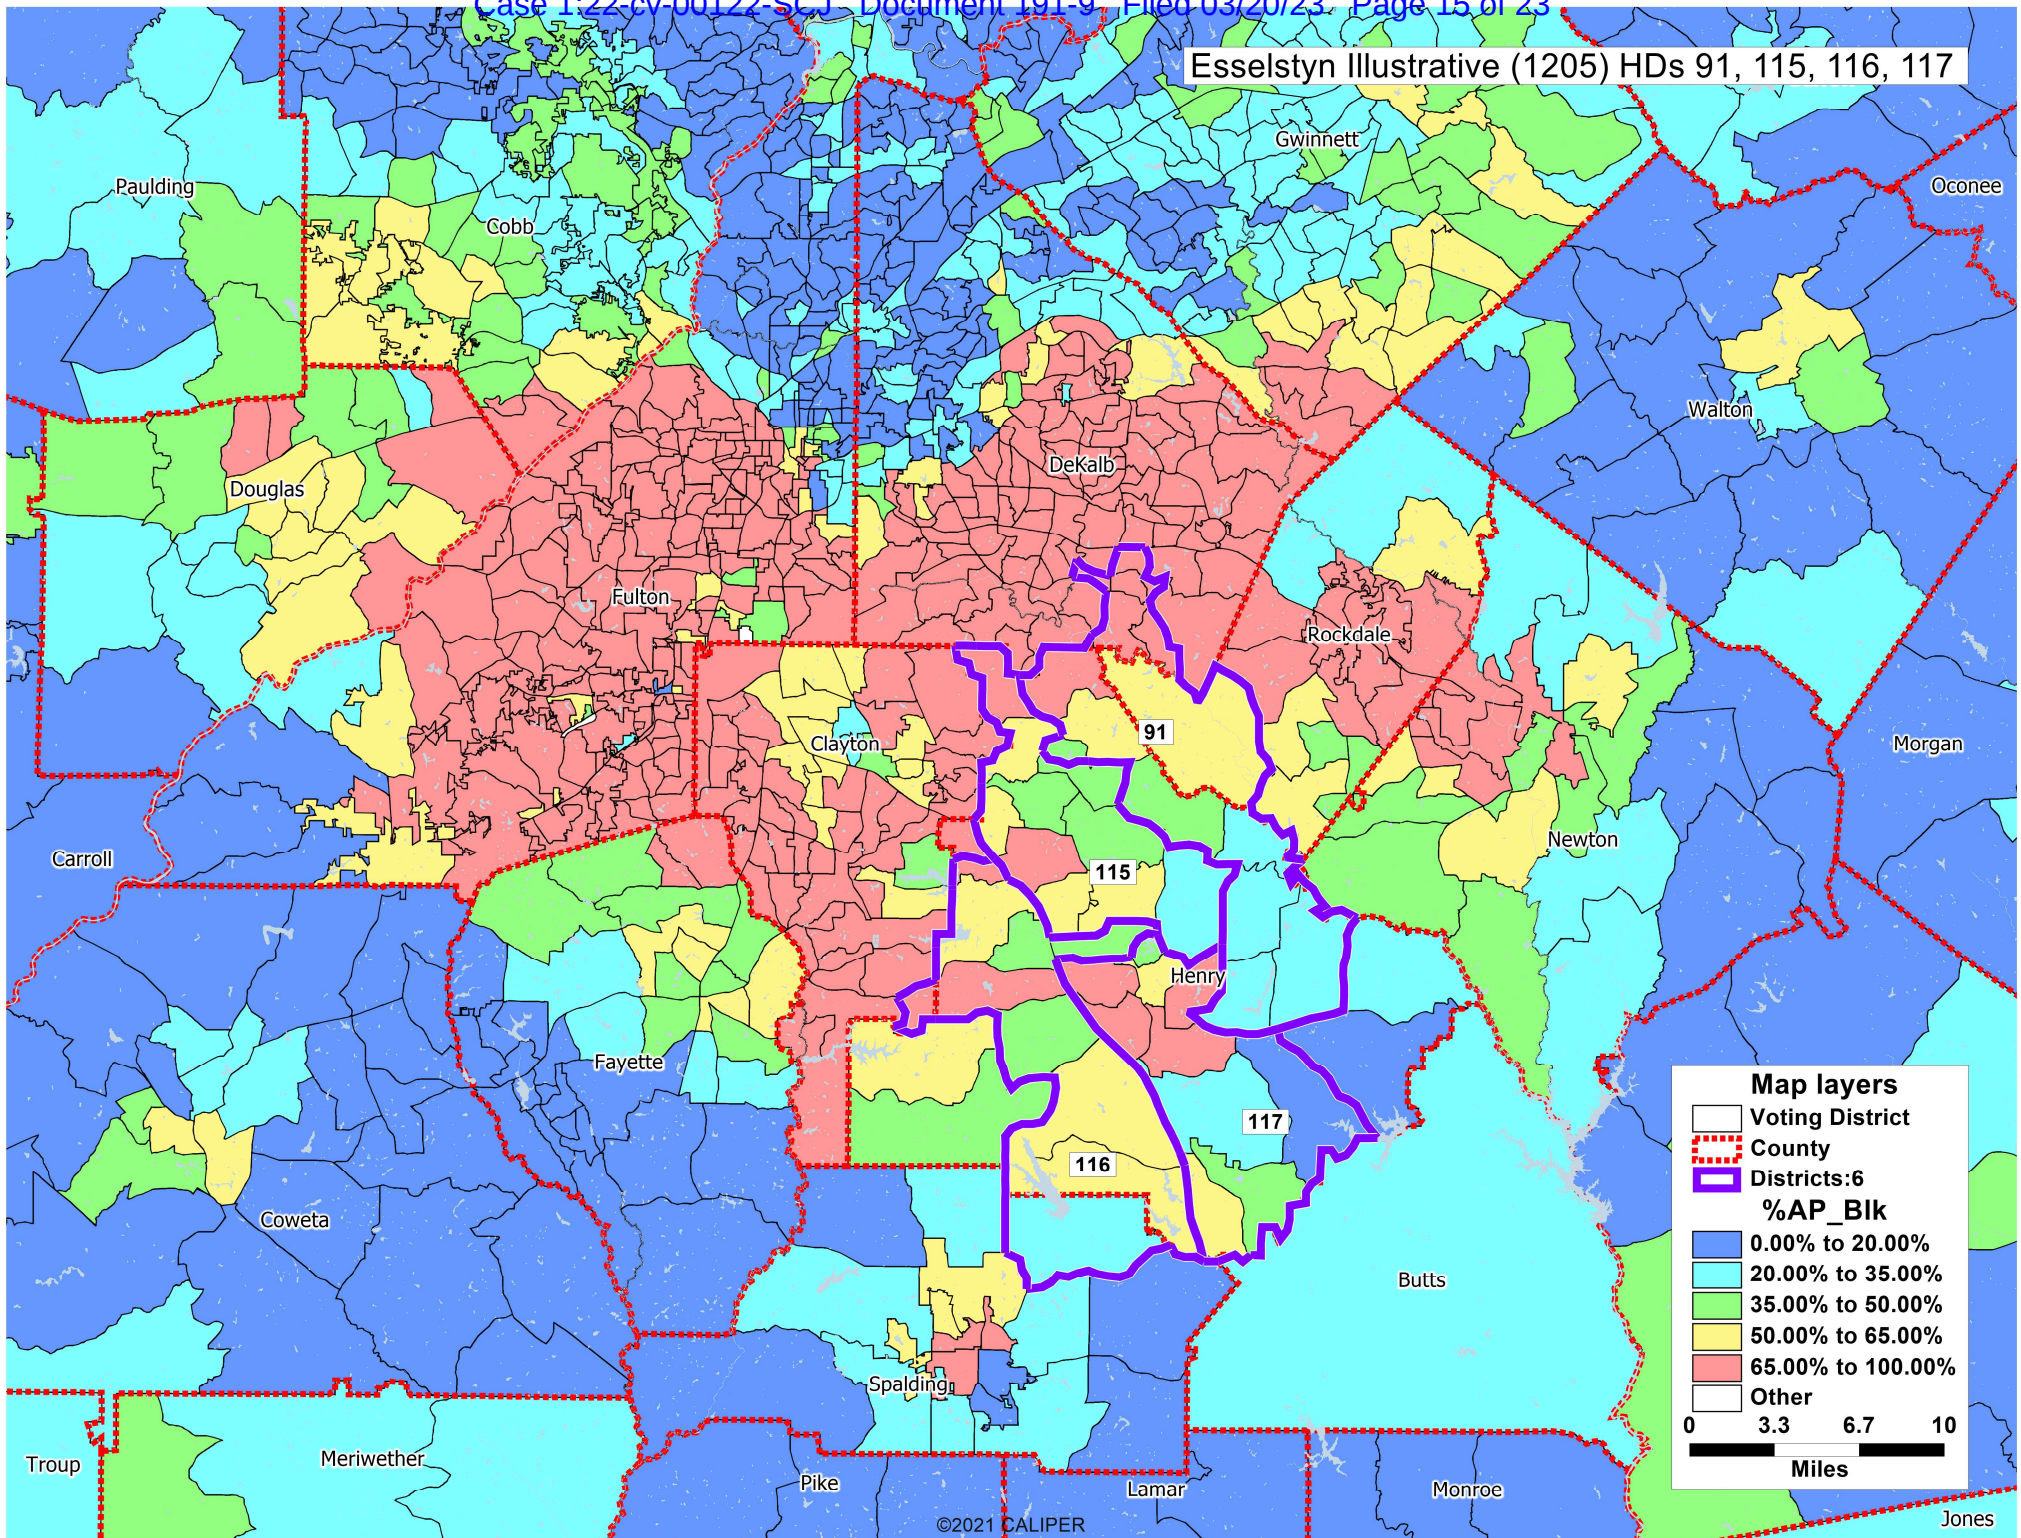 Case 1:22-cv-00122-SCJ Document 191-9 Filed 03/20/23 Page 15 of 23
Esselstyn Illustrative (1205) HDs 91, 115, 116, 117
Gwinnett
Paulding
Oconee
Cobb
Walton
DeKalb
Douglas
Fulton
Rockdale
91
Clayton
Morgan
Newton
Carroll
115
Henry
Fayette
117
116
Coweta
Butts
Spalding
Meriwether
Troup
Pike
Lamar
Monroe
Jones
©2021 CALIPER
Map layers
Voting District
County
Districts:6
%AP_Blk
0.00% to 20.00%
20.00% to 35.00%
35.00% to 50.00%
50.00% to 65.00%
65.00% to 100.00%
Other
0 3.3 6.7 10
Miles